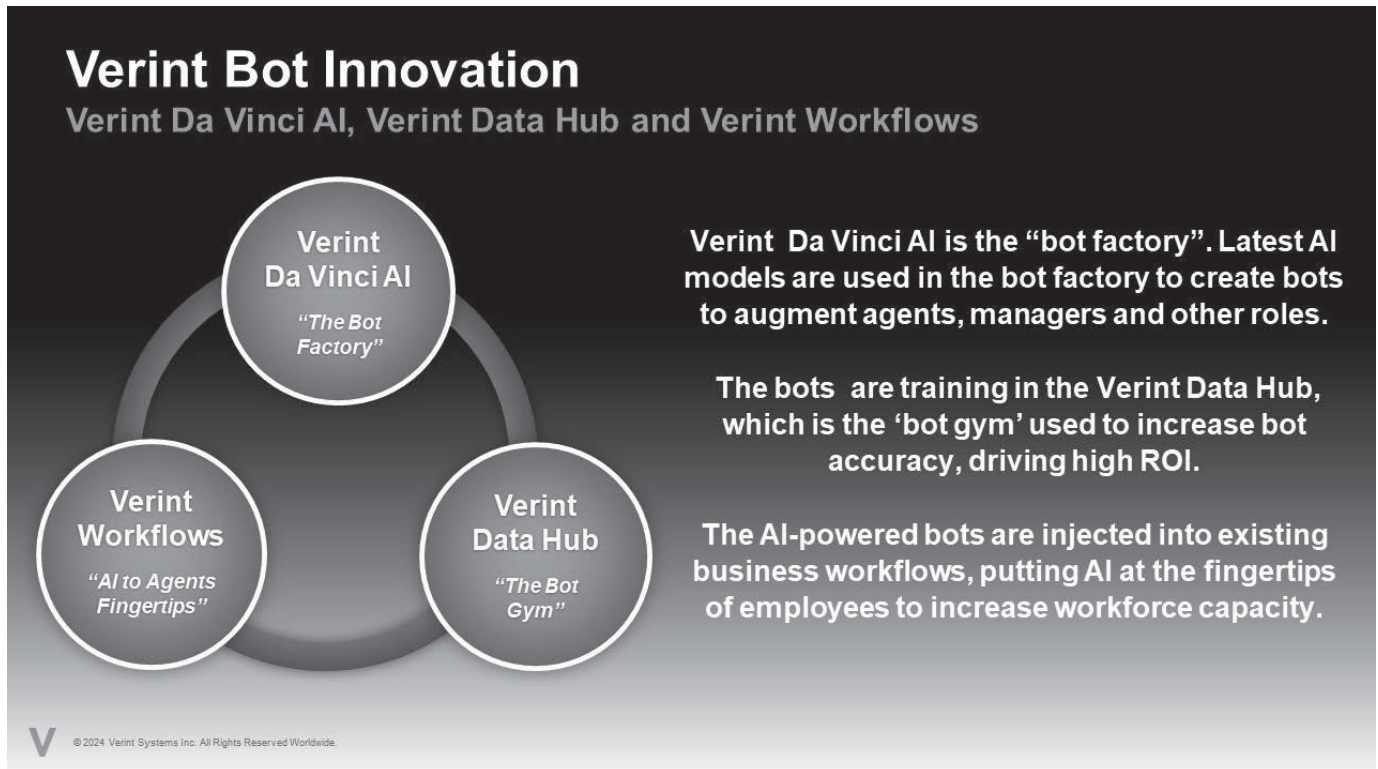 Verint Bot Innovation
Verint Da Vinci AI, Verint Data Hub and Verint Workflows
Verint
Da Vinci AI
“The Bot
Factory”
Verint
Workflows
“AI to Agents
Fingertips”
Verint
Data Hub
“The Bot
Gym”
Verint Da Vinci AI is the “bot factory”. Latest AI
models are used in the bot factory to create bots
to augment agents, managers and other roles.
The bots are training in the Verint Data Hub,
which is the ‘bot gym’ used to increase bot
accuracy, driving high ROI.
The AI-powered bots are injected into existing
business workflows, putting AI at the fingertips
of employees to increase workforce capacity.
V
© 2024 Verint Systems Inc. All Rights Reserved Worldwide.